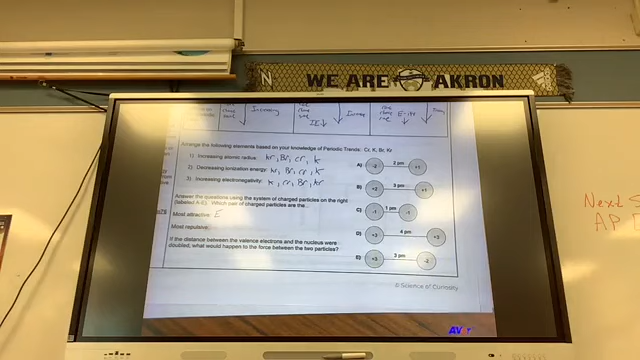 WE ARE AKRON
N
Increasing
IE↓
Arrange the following elements based on your knowledge of Periodic Trends: Cr, K, Br, Kr
1) Increasing atomic radius: Kr, Br, Cr, K
2) Decreasing ionization energy: Kr, Br, Cr, K
3) Increasing electronegativity: K, Cr, Br, Kr
Answer the questions using the system of charged particles on the right
(labeled A-E). Which pair of charged particles are the
Most attractive: E
Most repulsive:
If the distance between the valence electrons and the nucleus were
doubled, what would happen to the force between the two particles?
A) 2 pm +1
B) +2 3 pm +1
C) -1 1 pm
D) 4 pm
E) +3 3 pm
© Science of Curiosity
Next
AP